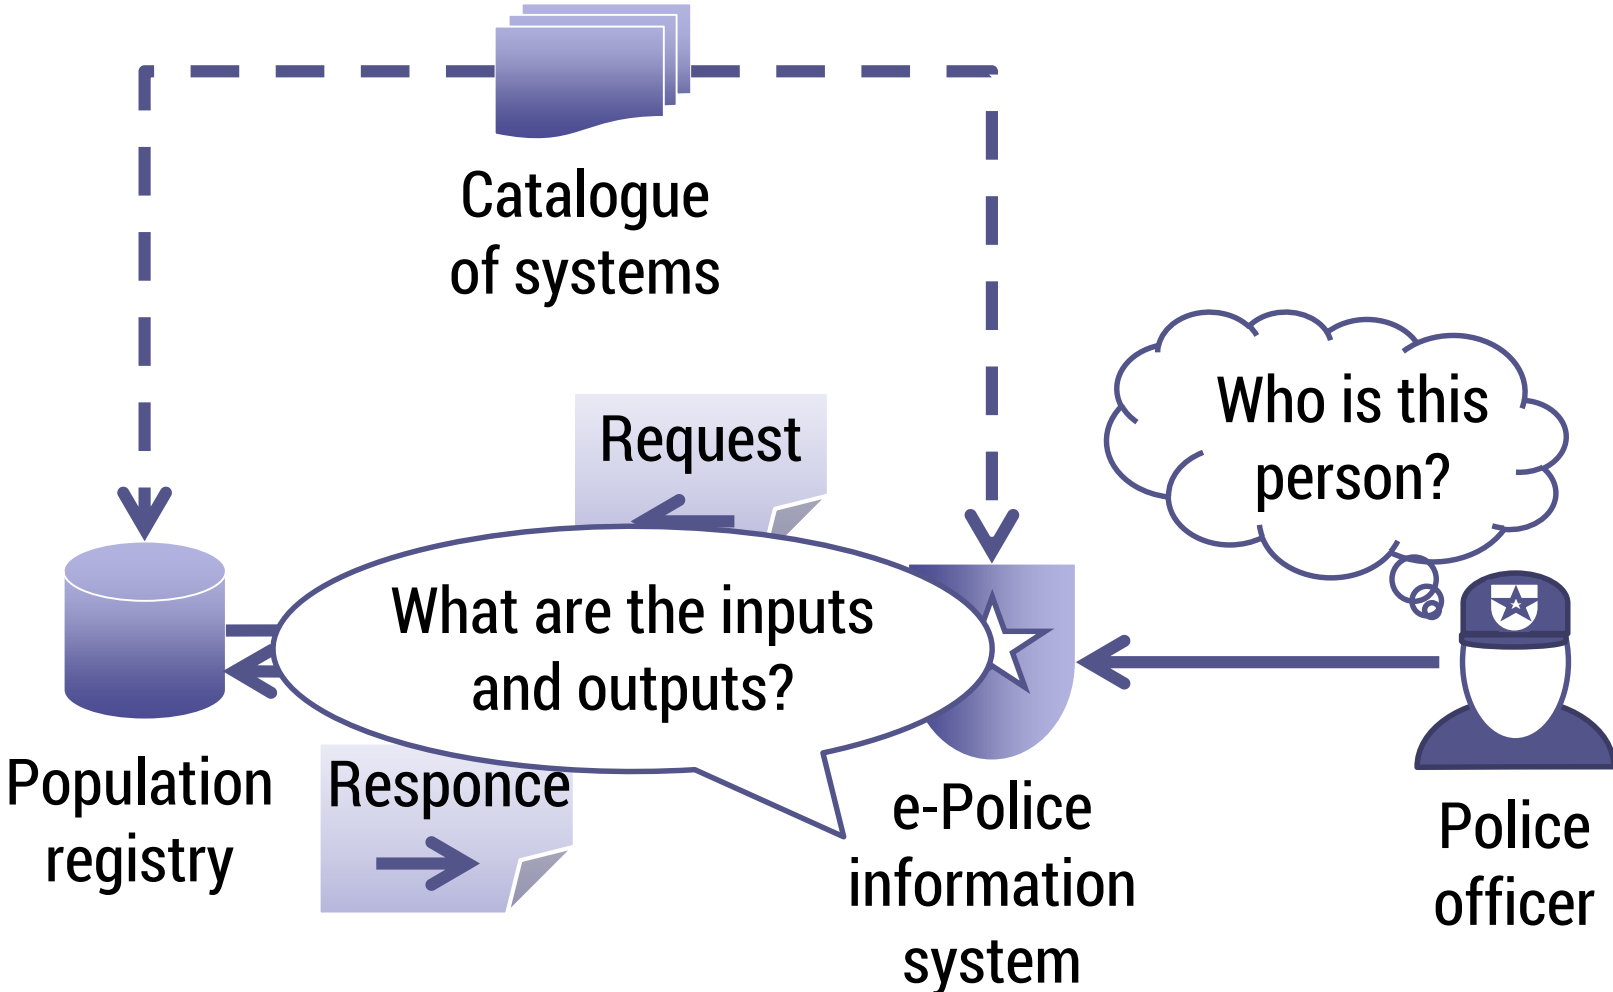 Catalogue
of systems
Who is this
person?
Request
What are the inputs
and outputs?
Population
registry
Responce
e-Police
information
system
Police
officer